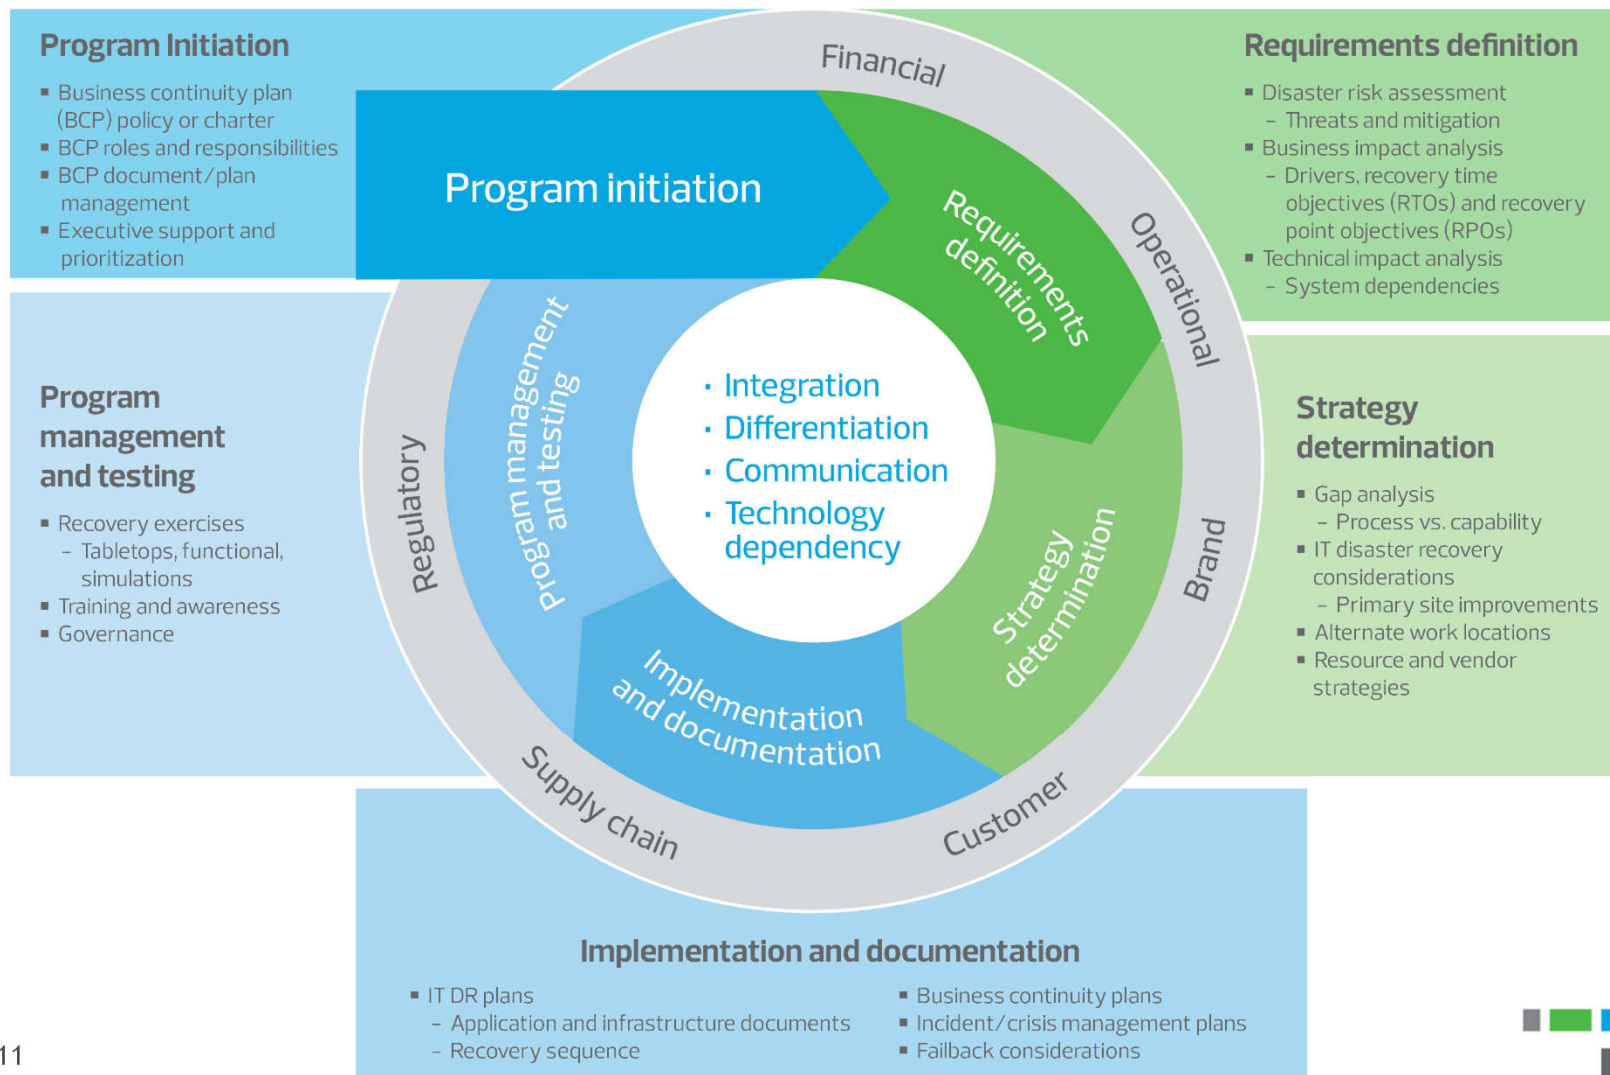 Program Initiation
▪ Business continuity plan
(BCP) policy or charter
▪ BCP roles and responsibilities
▪ BCP document/plan
management
▪ Executive support and
prioritization
Requirements definition
▪ Disaster risk assessment
– Threats and mitigation
▪ Business impact analysis
– Drivers, recovery time
objectives (RTOs) and recovery
point objectives (RPOs)
▪ Technical impact analysis
– System dependencies
Program
management
and testing
▪ Recovery exercises
– Tabletops, functional,
simulations
▪ Training and awareness
▪ Governance
Strategy
determination
▪ Gap analysis
– Process vs. capability
▪ IT disaster recovery
considerations
– Primary site improvements
▪ Alternate work locations
▪ Resource and vendor
strategies
Financial
Operational
Brand
Customer
Supply chain
Regulatory
Program initiation
Requirements
definition
Strategy
determination
Implementation
and documentation
Program management
and testing
· Integration
· Differentiation
· Communication
· Technology
dependency
Implementation and documentation
▪ IT DR plans
– Application and infrastructure documents
– Recovery sequence
▪ Business continuity plans
▪ Incident/crisis management plans
▪ Failback considerations
11